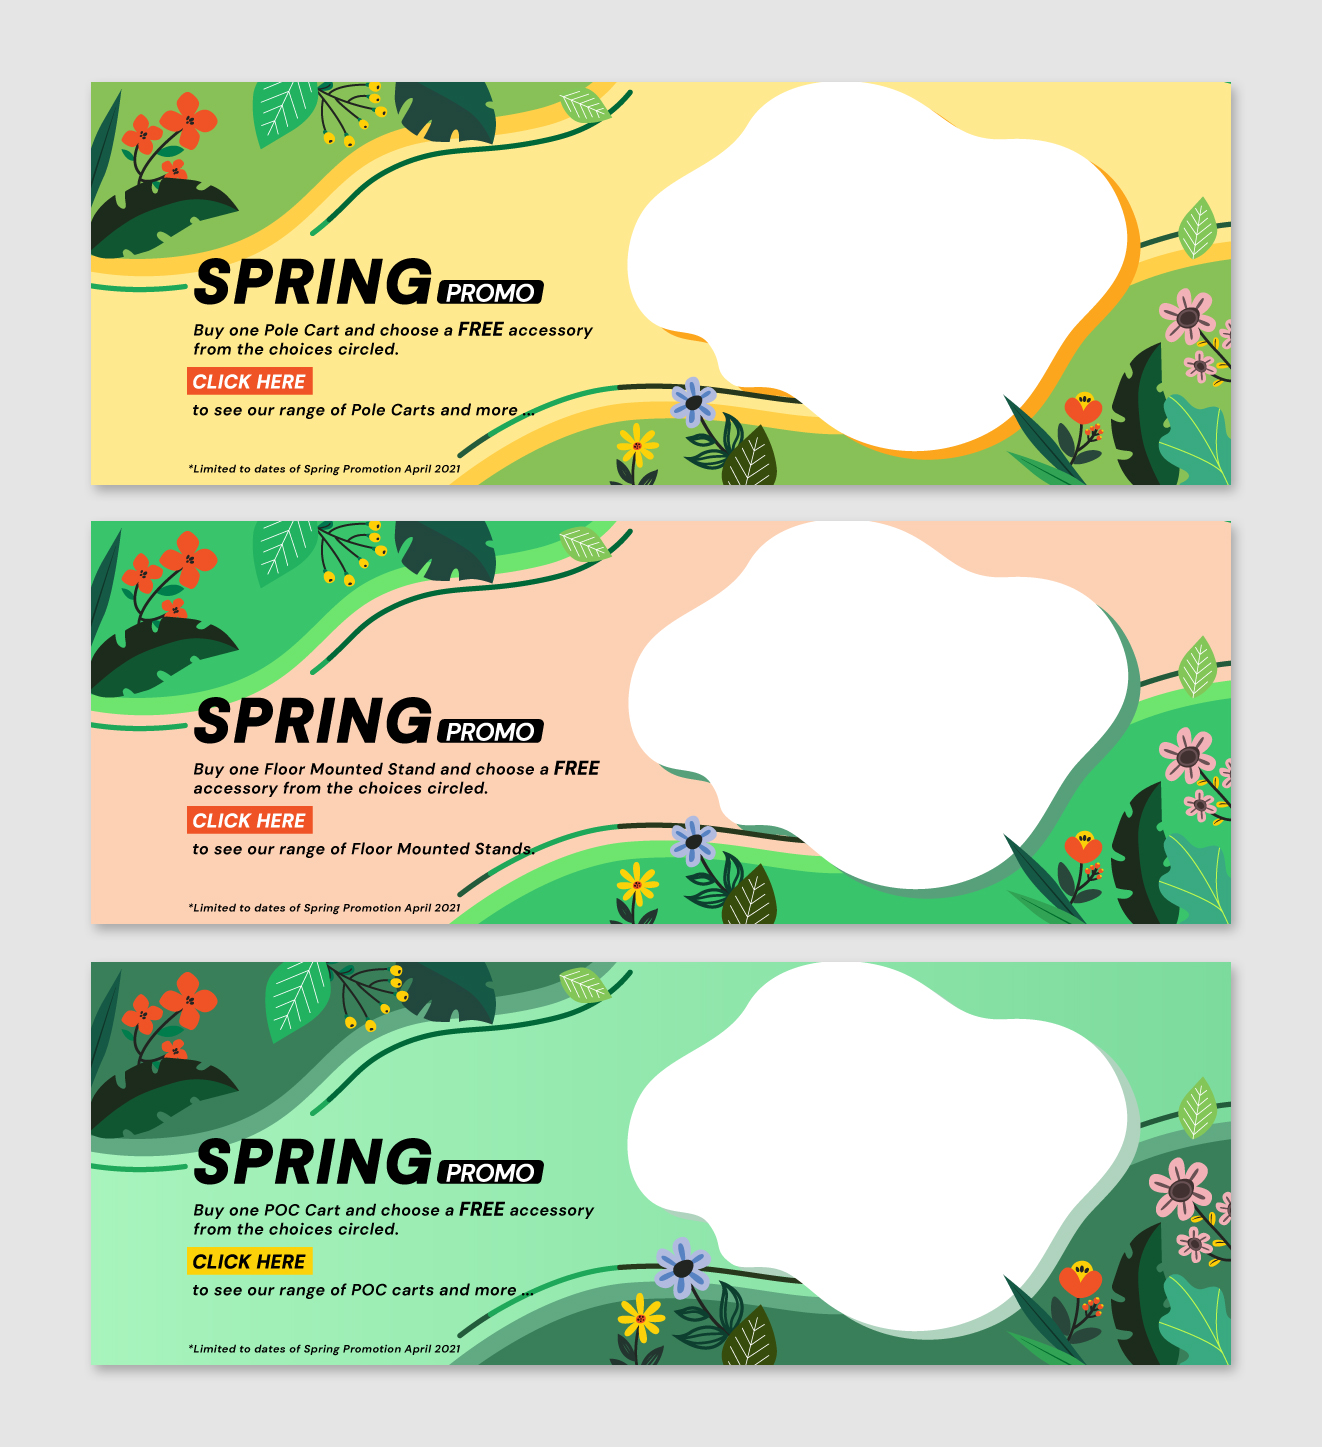 SPRING PROMO
Buy one Pole Cart and choose a FREE accessory
from the choices circled.
CLICK HERE
to see our range of Pole Carts and more ...
*Limited to dates of Spring Promotion April 2021
SPRING PROMO
Buy one Floor Mounted Stand and choose a FREE
accessory from the choices circled.
CLICK HERE
to see our range of Floor Mounted Stands.
*Limited to dates of Spring Promotion April 2021
SPRING PROMO
Buy one POC Cart and choose a FREE accessory
from the choices circled.
CLICK HERE
to see our range of POC carts and more ...
*Limited to dates of Spring Promotion April 2021